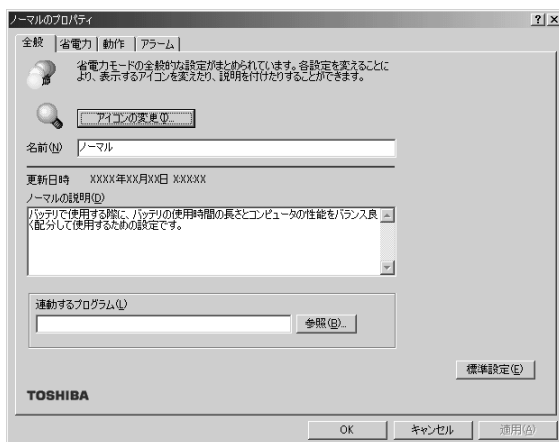 ノーマルのプロパティ
全般 省電力 動作 アラーム
省電力モードの全般的な設定がまとめられています。各設定を変えることに
より、表示するアイコンを変えたり、説明を付けたりすることができます。
アイコンの変更(I)...
名前(N) ノーマル
更新日時 XXXX年XX月XX日 X:XX:XX
ノーマルの説明(D)
バッテリで使用する際に、バッテリの使用時間の長さとコンピュータの性能をバランス良
く配分して使用するための設定です。
連動するプログラム(L)
参照(B)...
標準設定(E)
TOSHIBA
OK キャンセル 適用(A)